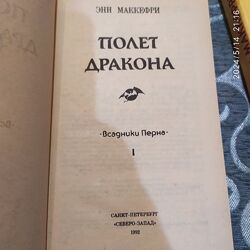 ЭНН МАККЕФРИ
ПОЛЕТ
ДРАКОНА
·Всадники Перна·
I
САНКТ-ПЕТЕРБУРГ
«СЕВЕРО-ЗАПАД»
1992
2024/5/14 21:16